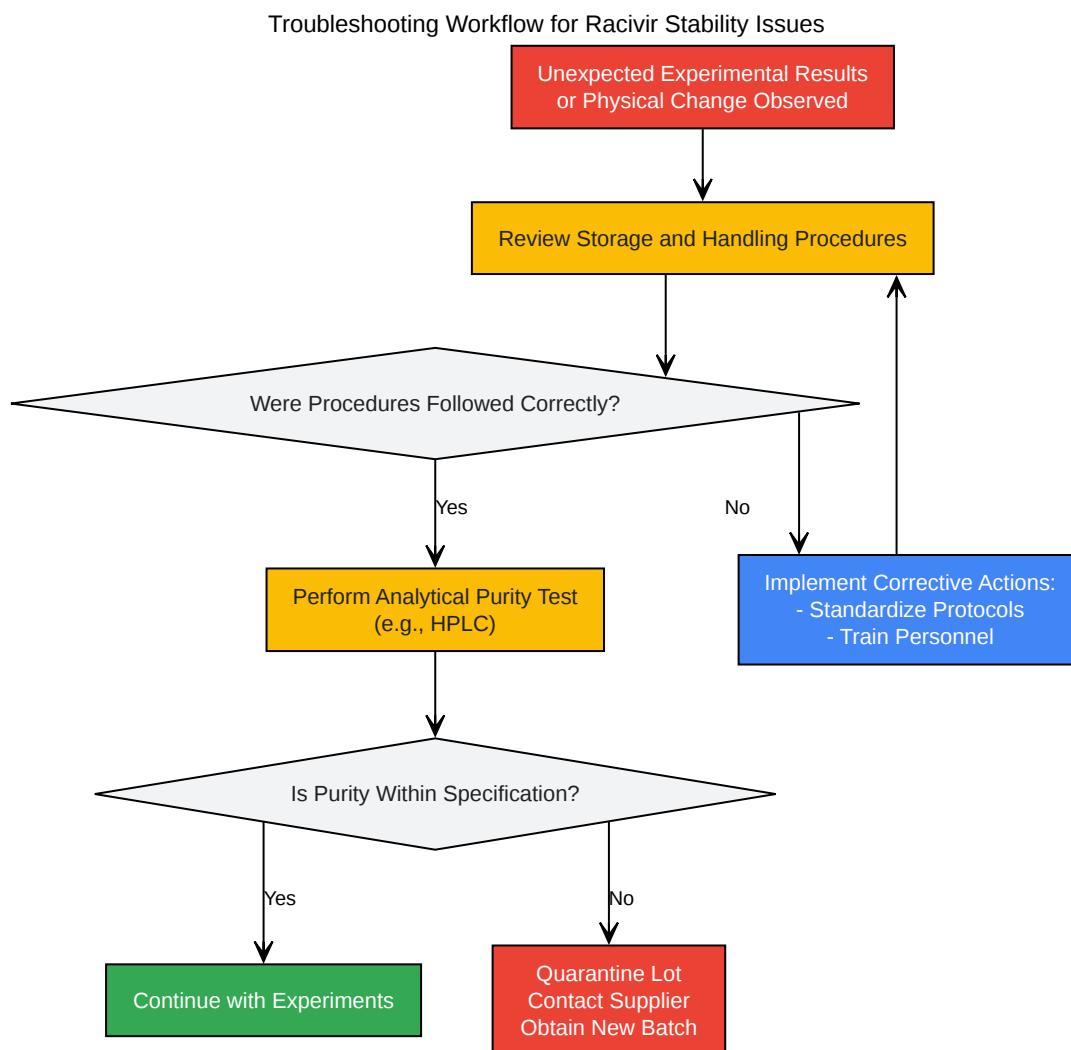 Troubleshooting Workflow for Racivir Stability Issues
Unexpected Experimental Results
or Physical Change Observed
Review Storage and Handling Procedures
Were Procedures Followed Correctly?
Yes
No
Perform Analytical Purity Test
(e.g., HPLC)
Implement Corrective Actions:
- Standardize Protocols
- Train Personnel
Is Purity Within Specification?
Yes
No
Continue with Experiments
Quarantine Lot
Contact Supplier
Obtain New Batch